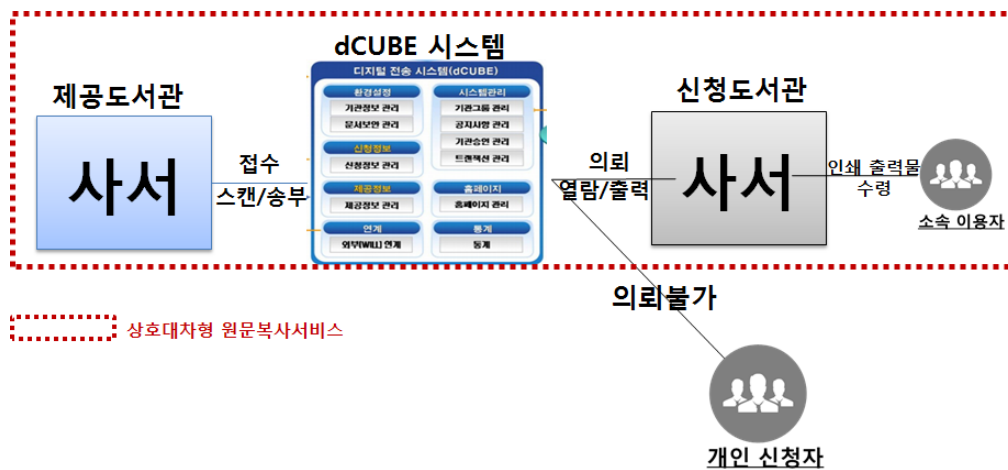 dCUBE 시스템
제공도서관
사서
접수
스캔/송부
디지털 전송 시스템(dCUBE)
환경설정
기관정보 관리
문서보안 관리
신청정보
신청정보 관리
제공정보
제공정보 관리
연계
외부(WILL) 연계
시스템관리
기관그룹 관리
공지사항 관리
기관승인 관리
트랜잭션 관리
홈페이지
홈페이지 관리
통계
통계
의뢰
열람/출력
신청도서관
사서
인쇄 출력물
수령
소속 이용자
의뢰불가
개인 신청자
상호대차형 원문복사서비스